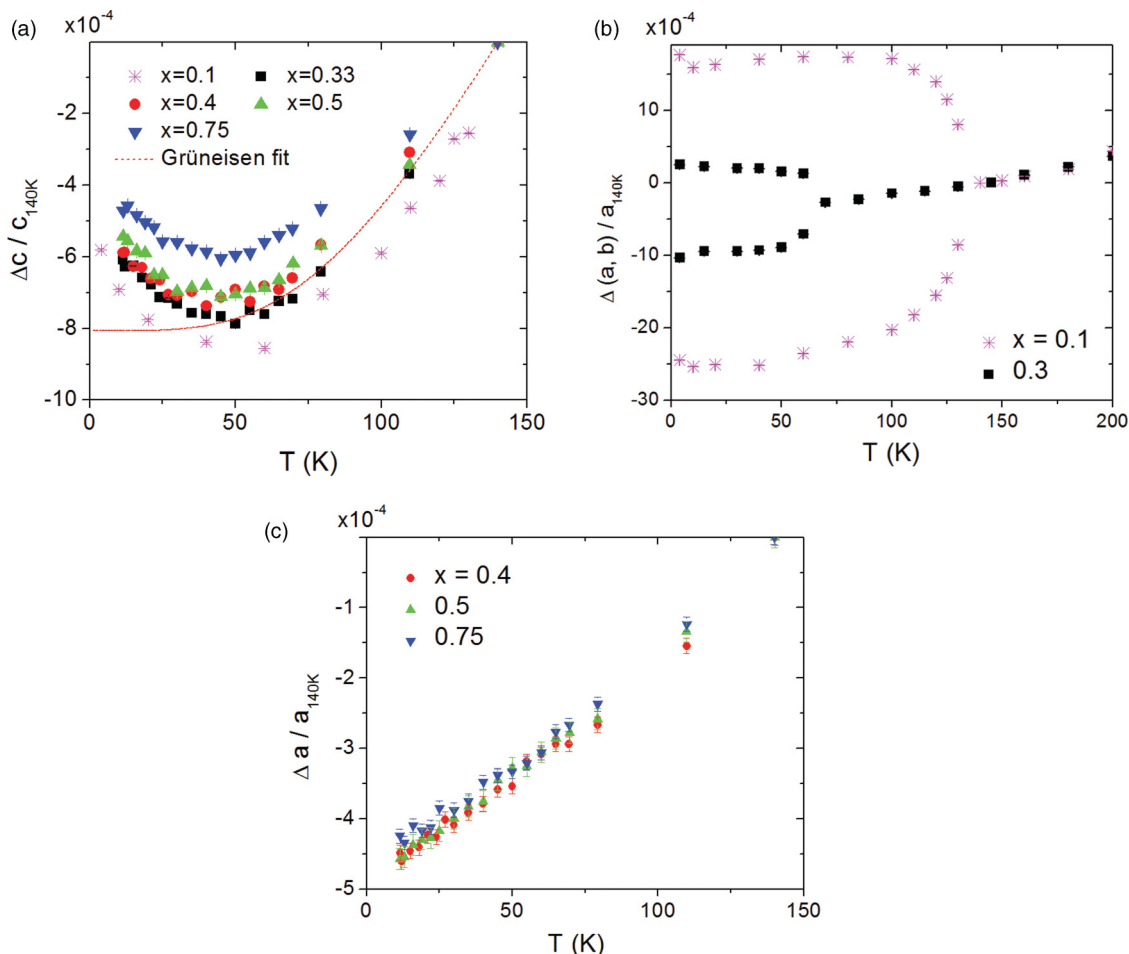 (a)
x10⁻⁴
x=0.1
x=0.33
x=0.4
x=0.5
x=0.75
Grüneisen fit
-2
-4
-6
-8
-10
Δc / c140K
0
50
100
150
T (K)
(b)
x10⁻⁴
10
0
-10
-20
-30
Δ (a, b) / a140K
x = 0.1
0.3
0
50
100
150
200
T (K)
(c)
x10⁻⁴
x = 0.4
0.5
0.75
-1
-2
-3
-4
-5
Δ a / a140K
0
50
100
150
T (K)